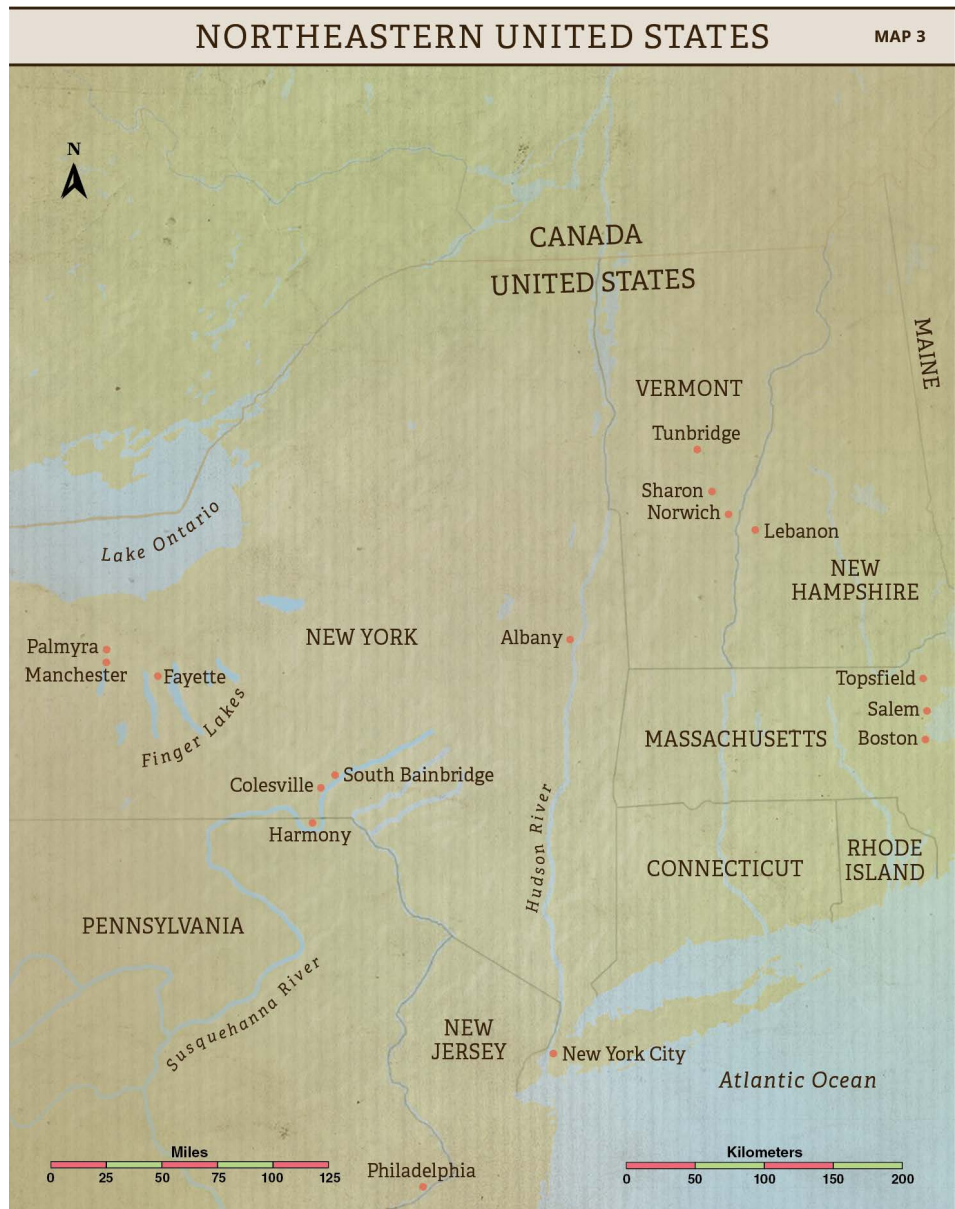 NORTHEASTERN UNITED STATES
MAP 3
N
CANADA
UNITED STATES
MAINE
VERMONT
Tunbridge
Sharon
Norwich
Lebanon
Lake Ontario
NEW
HAMPSHIRE
NEW YORK
Albany
Palmyra
Manchester
Fayette
Finger Lakes
Topsfield
Salem
Boston
MASSACHUSETTS
South Bainbridge
Colesville
Harmony
Hudson River
CONNECTICUT
RHODE
ISLAND
PENNSYLVANIA
Susquehanna River
NEW
JERSEY
New York City
Atlantic Ocean
Philadelphia
Miles
0 25 50 75 100 125
Kilometers
0 50 100 150 200